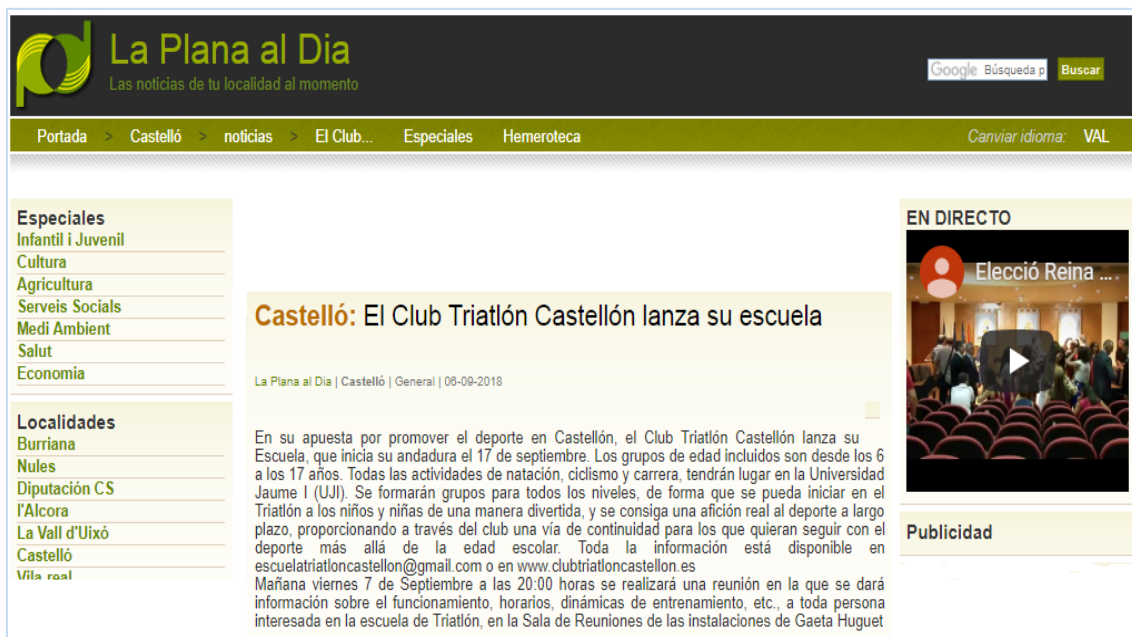 La Plana al Dia
Las noticias de tu localidad al momento
Google Búsqueda p Buscar
Portada > Castelló > noticias > El Club... Especiales Hemeroteca Canviar idioma: VAL
Especiales
Infantil i Juvenil
Cultura
Agricultura
Serveis Socials
Medi Ambient
Salut
Economia
Localidades
Burriana
Nules
Diputación CS
l'Alcora
La Vall d'Uixó
Castelló
Vila real
Castelló: El Club Triatlón Castellón lanza su escuela
La Plana al Dia | Castelló | General | 06-09-2018
En su apuesta por promover el deporte en Castellón, el Club Triatlón Castellón lanza su
Escuela, que inicia su andadura el 17 de septiembre. Los grupos de edad incluidos son desde los 6
a los 17 años. Todas las actividades de natación, ciclismo y carrera, tendrán lugar en la Universidad
Jaume I (UJI). Se formarán grupos para todos los niveles, de forma que se pueda iniciar en el
Triatlón a los niños y niñas de una manera divertida, y se consiga una afición real al deporte a largo
plazo, proporcionando a través del club una vía de continuidad para los que quieran seguir con el
deporte más allá de la edad escolar. Toda la información está disponible en
escuelatriatloncastellon@gmail.com o en www.clubtriatloncastellon.es
Mañana viernes 7 de Septiembre a las 20:00 horas se realizará una reunión en la que se dará
información sobre el funcionamiento, horarios, dinámicas de entrenamiento, etc., a toda persona
interesada en la escuela de Triatlón, en la Sala de Reuniones de las instalaciones de Gaeta Huguet
EN DIRECTO
Elecció Reina ...
Publicidad